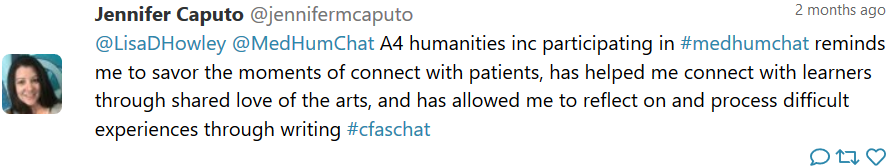 Jennifer Caputo @jennifermcaputo 2 months ago
@LisaDHowley @MedHumChat A4 humanities inc participating in #medhumchat reminds
me to savor the moments of connect with patients, has helped me connect with learners
through shared love of the arts, and has allowed me to reflect on and process difficult
experiences through writing #cfaschat